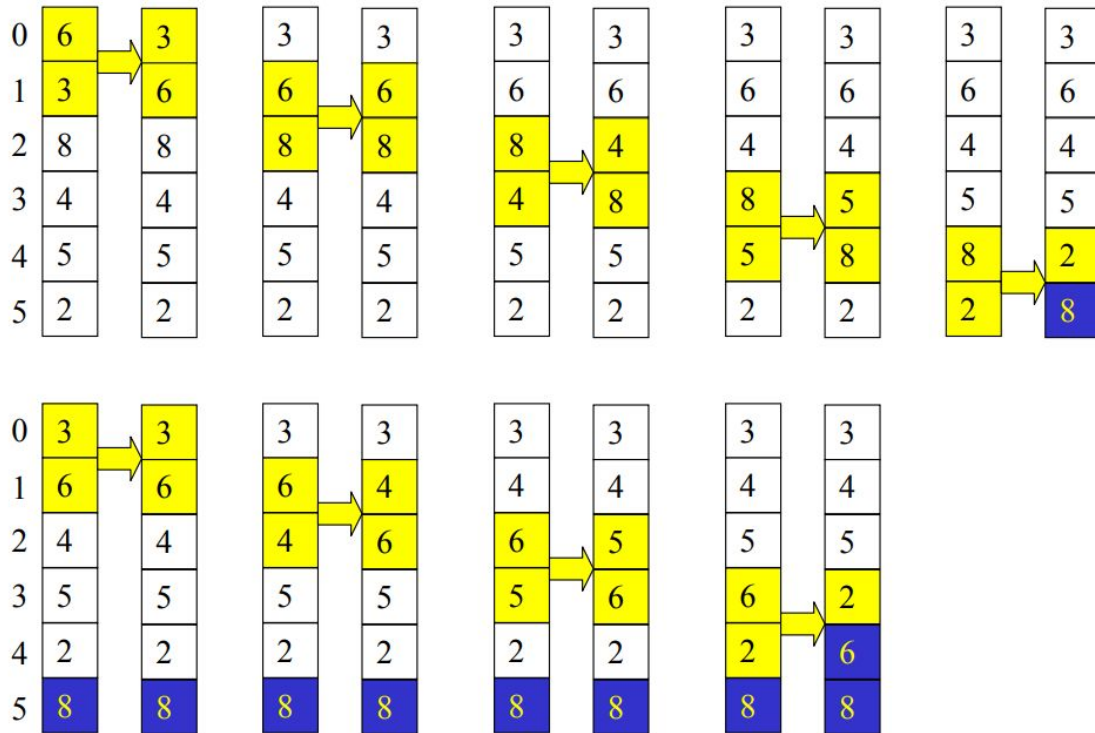 0 6 3 3 3 3 3 3 3 3 3
1 3 6 6 6 6 6 6 6 6 6
2 8 8 8 8 8 4 4 4 4 4
3 4 4 4 4 4 8 8 5 5 5
4 5 5 5 5 5 5 5 8 8 2
5 2 2 2 2 2 2 2 2 2 8
0 3 3 3 3 3 3 3 3
1 6 6 6 4 4 4 4 4
2 4 4 4 6 6 5 5 5
3 5 5 5 5 5 6 6 2
4 2 2 2 2 2 2 2 6
5 8 8 8 8 8 8 8 8